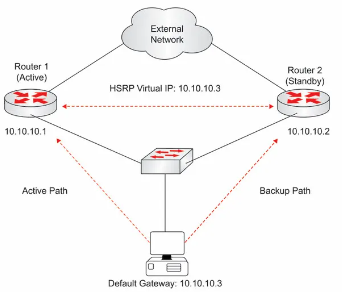 External
Network
Router 1
(Active)
Router 2
(Standby)
HSRP Virtual IP: 10.10.10.3
10.10.10.1
10.10.10.2
Active Path
Backup Path
Default Gateway: 10.10.10.3